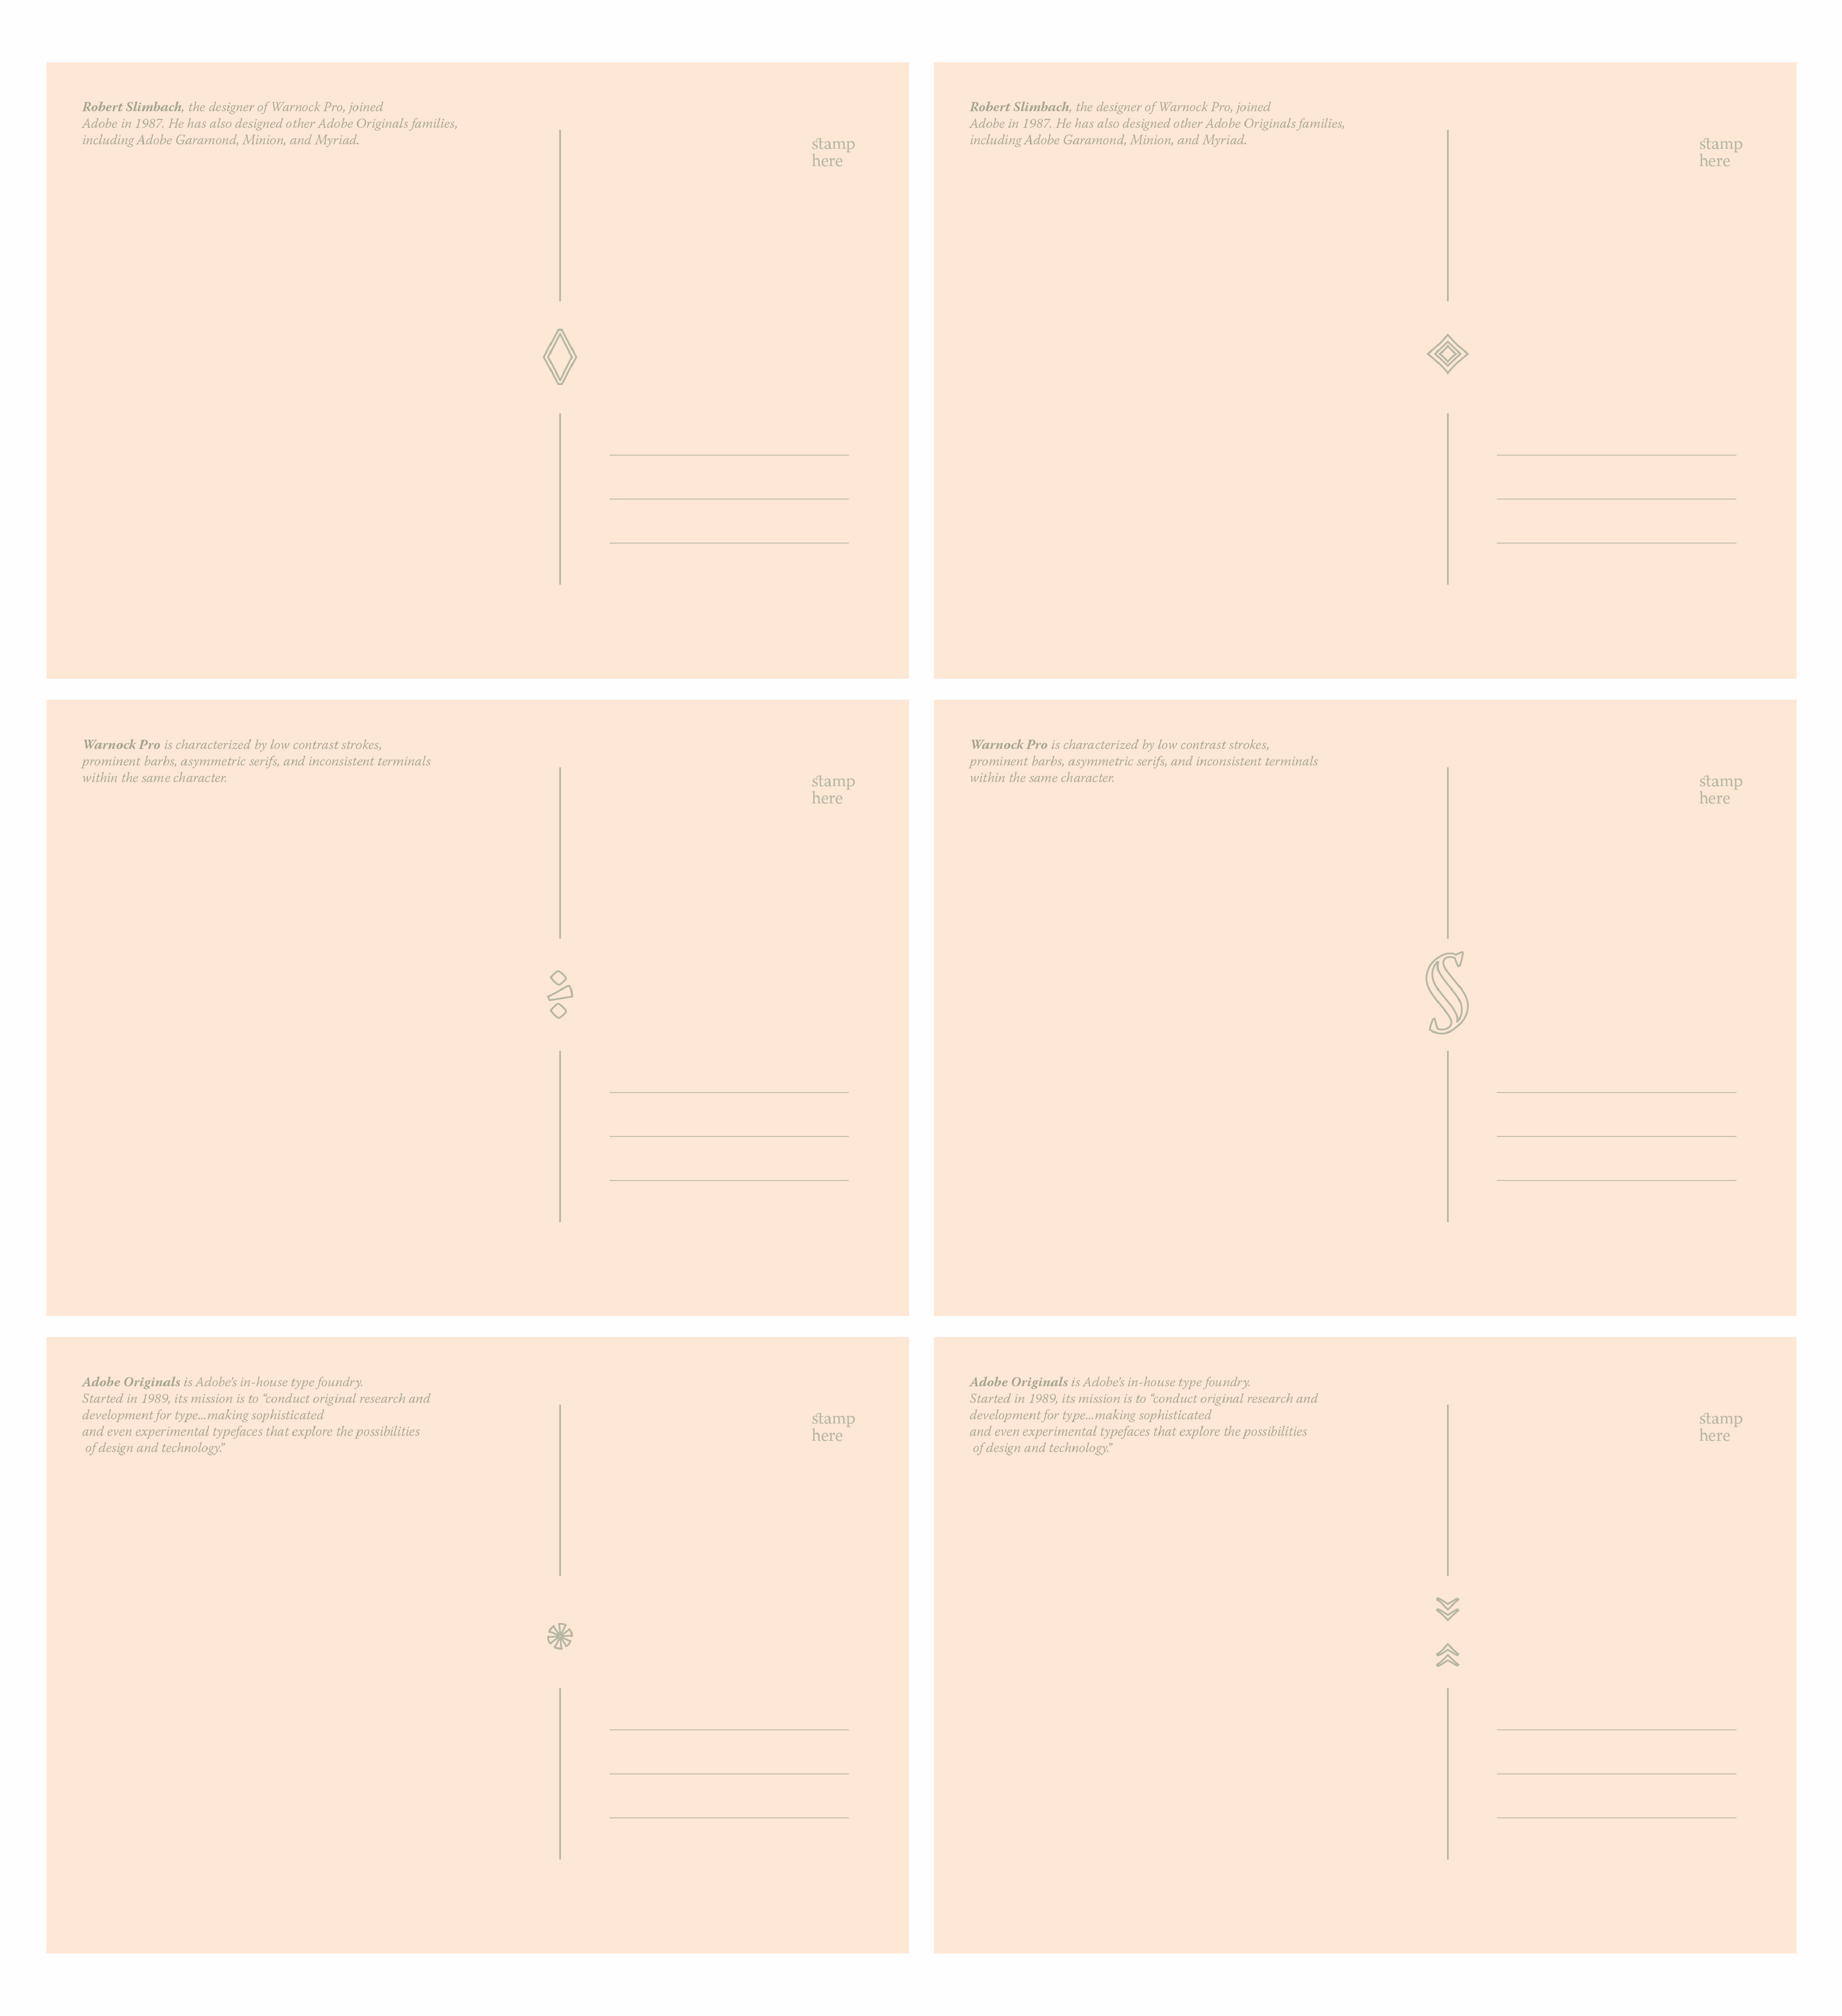 Robert Slimbach, the designer of Warnock Pro, joined
Adobe in 1987. He has also designed other Adobe Originals families,
including Adobe Garamond, Minion, and Myriad.
stamp
here
Robert Slimbach, the designer of Warnock Pro, joined
Adobe in 1987. He has also designed other Adobe Originals families,
including Adobe Garamond, Minion, and Myriad.
stamp
here
Warnock Pro is characterized by low contrast strokes,
prominent barbs, asymmetric serifs, and inconsistent terminals
within the same character.
stamp
here
÷
Warnock Pro is characterized by low contrast strokes,
prominent barbs, asymmetric serifs, and inconsistent terminals
within the same character.
stamp
here
S
Adobe Originals is Adobe's in-house type foundry.
Started in 1989, its mission is to “conduct original research and
development for type...making sophisticated
and even experimental typefaces that explore the possibilities
of design and technology.”
stamp
here
Adobe Originals is Adobe's in-house type foundry.
Started in 1989, its mission is to “conduct original research and
development for type...making sophisticated
and even experimental typefaces that explore the possibilities
of design and technology.”
stamp
here